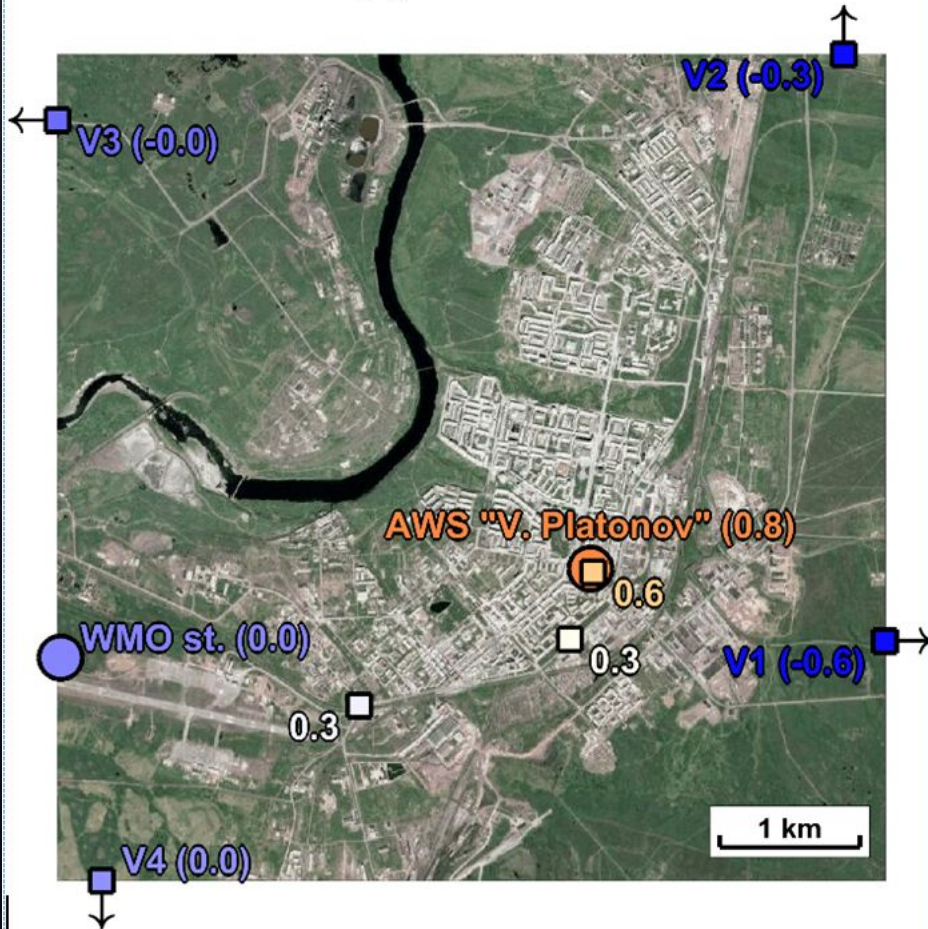 V2 (-0.3)
V3 (-0.0)
AWS "V. Platonov" (0.8)
0.6
WMO st. (0.0)
0.3
V1 (-0.6)
0.3
1 km
V4 (0.0)